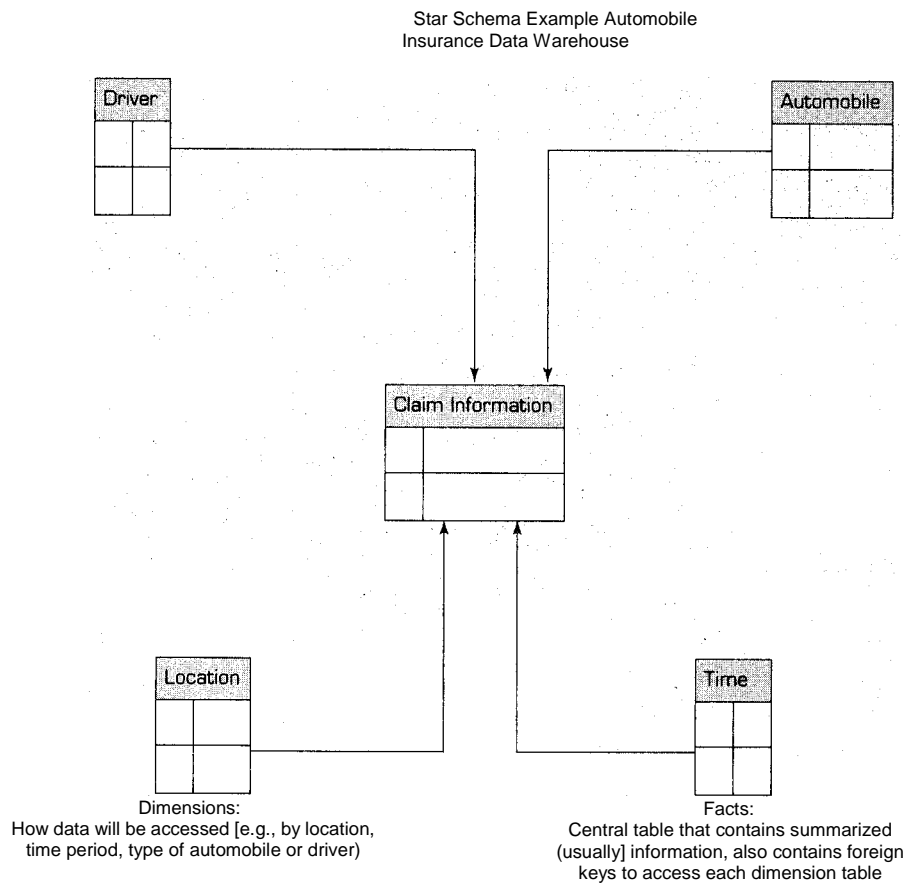 Star Schema Example Automobile
Insurance Data Warehouse
Driver
Automobile
Claim Information
Location
Time
Dimensions:
How data will be accessed [e.g., by location,
time period, type of automobile or driver)
Facts:
Central table that contains summarized
(usually] information, also contains foreign
keys to access each dimension table